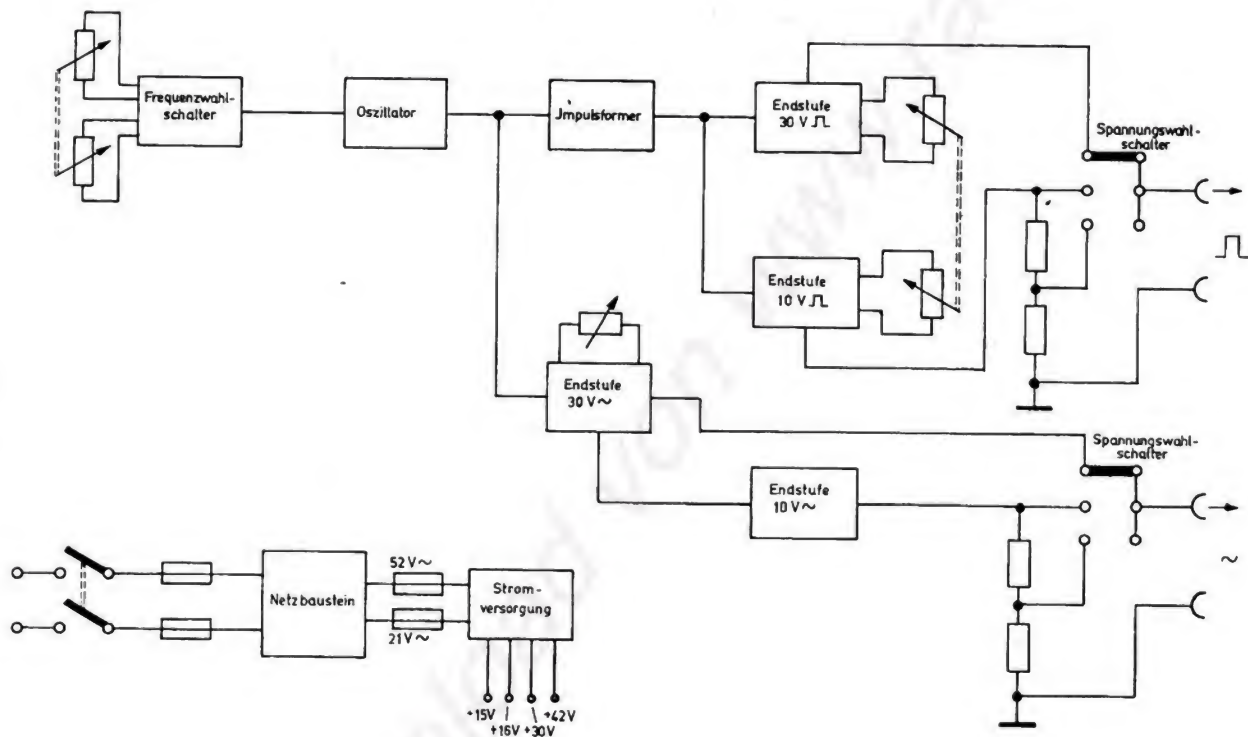 Frequenzwahl-
schalter
Oszillator
Jmpulsformer
Endstufe
30 V
Spannungswahl-
schalter
Endstufe
10 V
Endstufe
30 V ~
Spannungswahl-
schalter
Endstufe
10 V ~
~
52 V ~
Netzbaustein
Strom-
versorgung
21 V ~
+15V
+16V
+30V
+42V